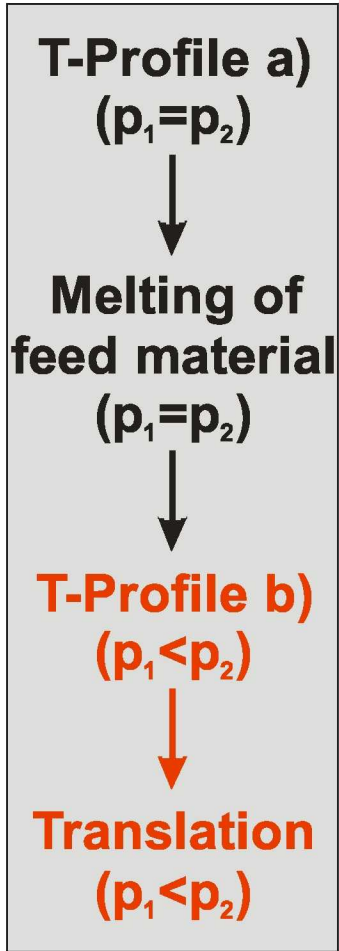 T-Profile a)
(p₁=p₂)
Melting of
feed material
(p₁=p₂)
T-Profile b)
(p₁<p₂)
Translation
(p₁<p₂)